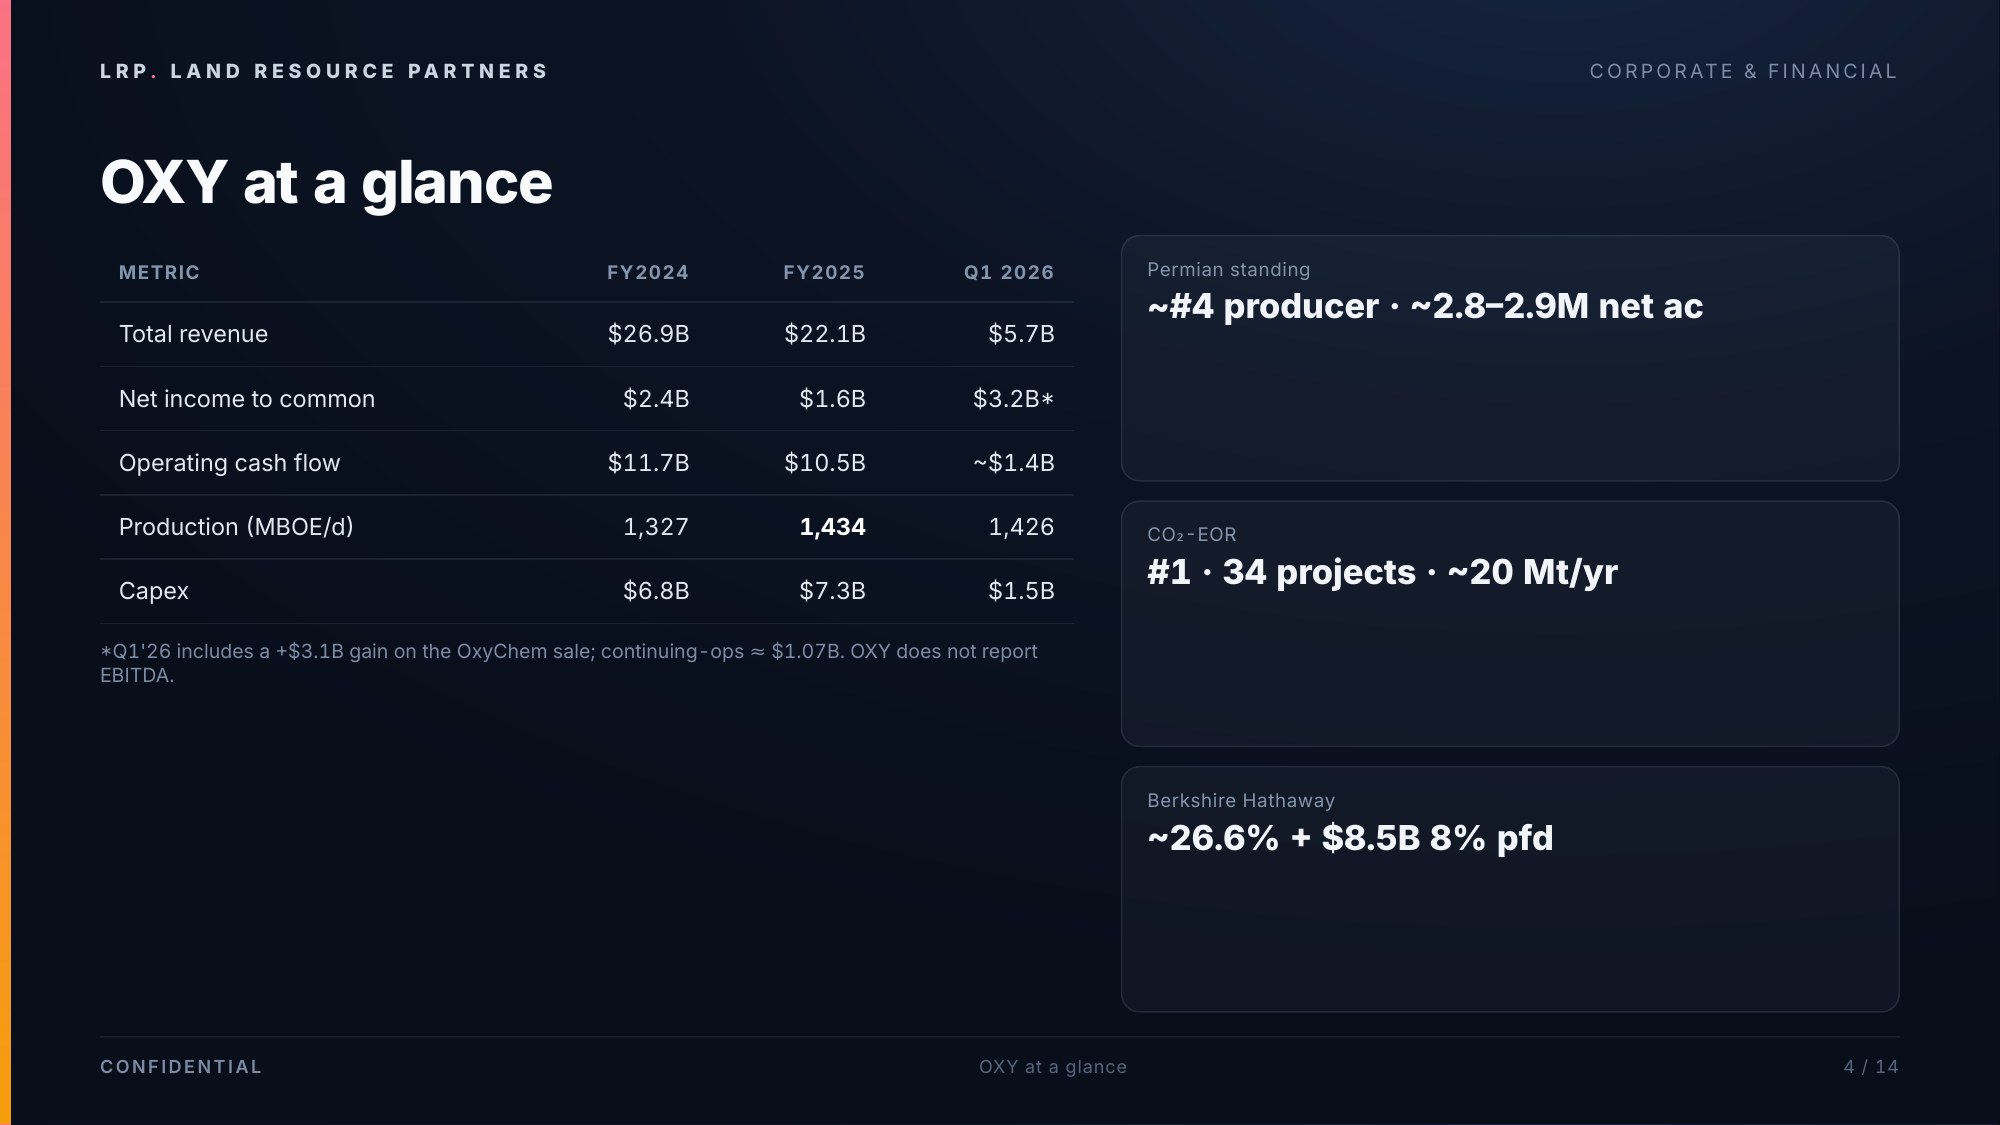 LRP. LAND RESOURCE PARTNERS
CORPORATE & FINANCIAL
OXY at a glance
METRIC FY2024 FY2025 Q1 2026
Total revenue $26.9B $22.1B $5.7B
Net income to common $2.4B $1.6B $3.2B*
Operating cash flow $11.7B $10.5B ~$1.4B
Production (MBOE/d) 1,327 1,434 1,426
Capex $6.8B $7.3B $1.5B
*Q1'26 includes a +$3.1B gain on the OxyChem sale; continuing-ops ≈ $1.07B. OXY does not report
EBITDA.
Permian standing
~#4 producer · ~2.8–2.9M net ac
CO₂-EOR
#1 · 34 projects · ~20 Mt/yr
Berkshire Hathaway
~26.6% + $8.5B 8% pfd
CONFIDENTIAL
OXY at a glance
4 / 14